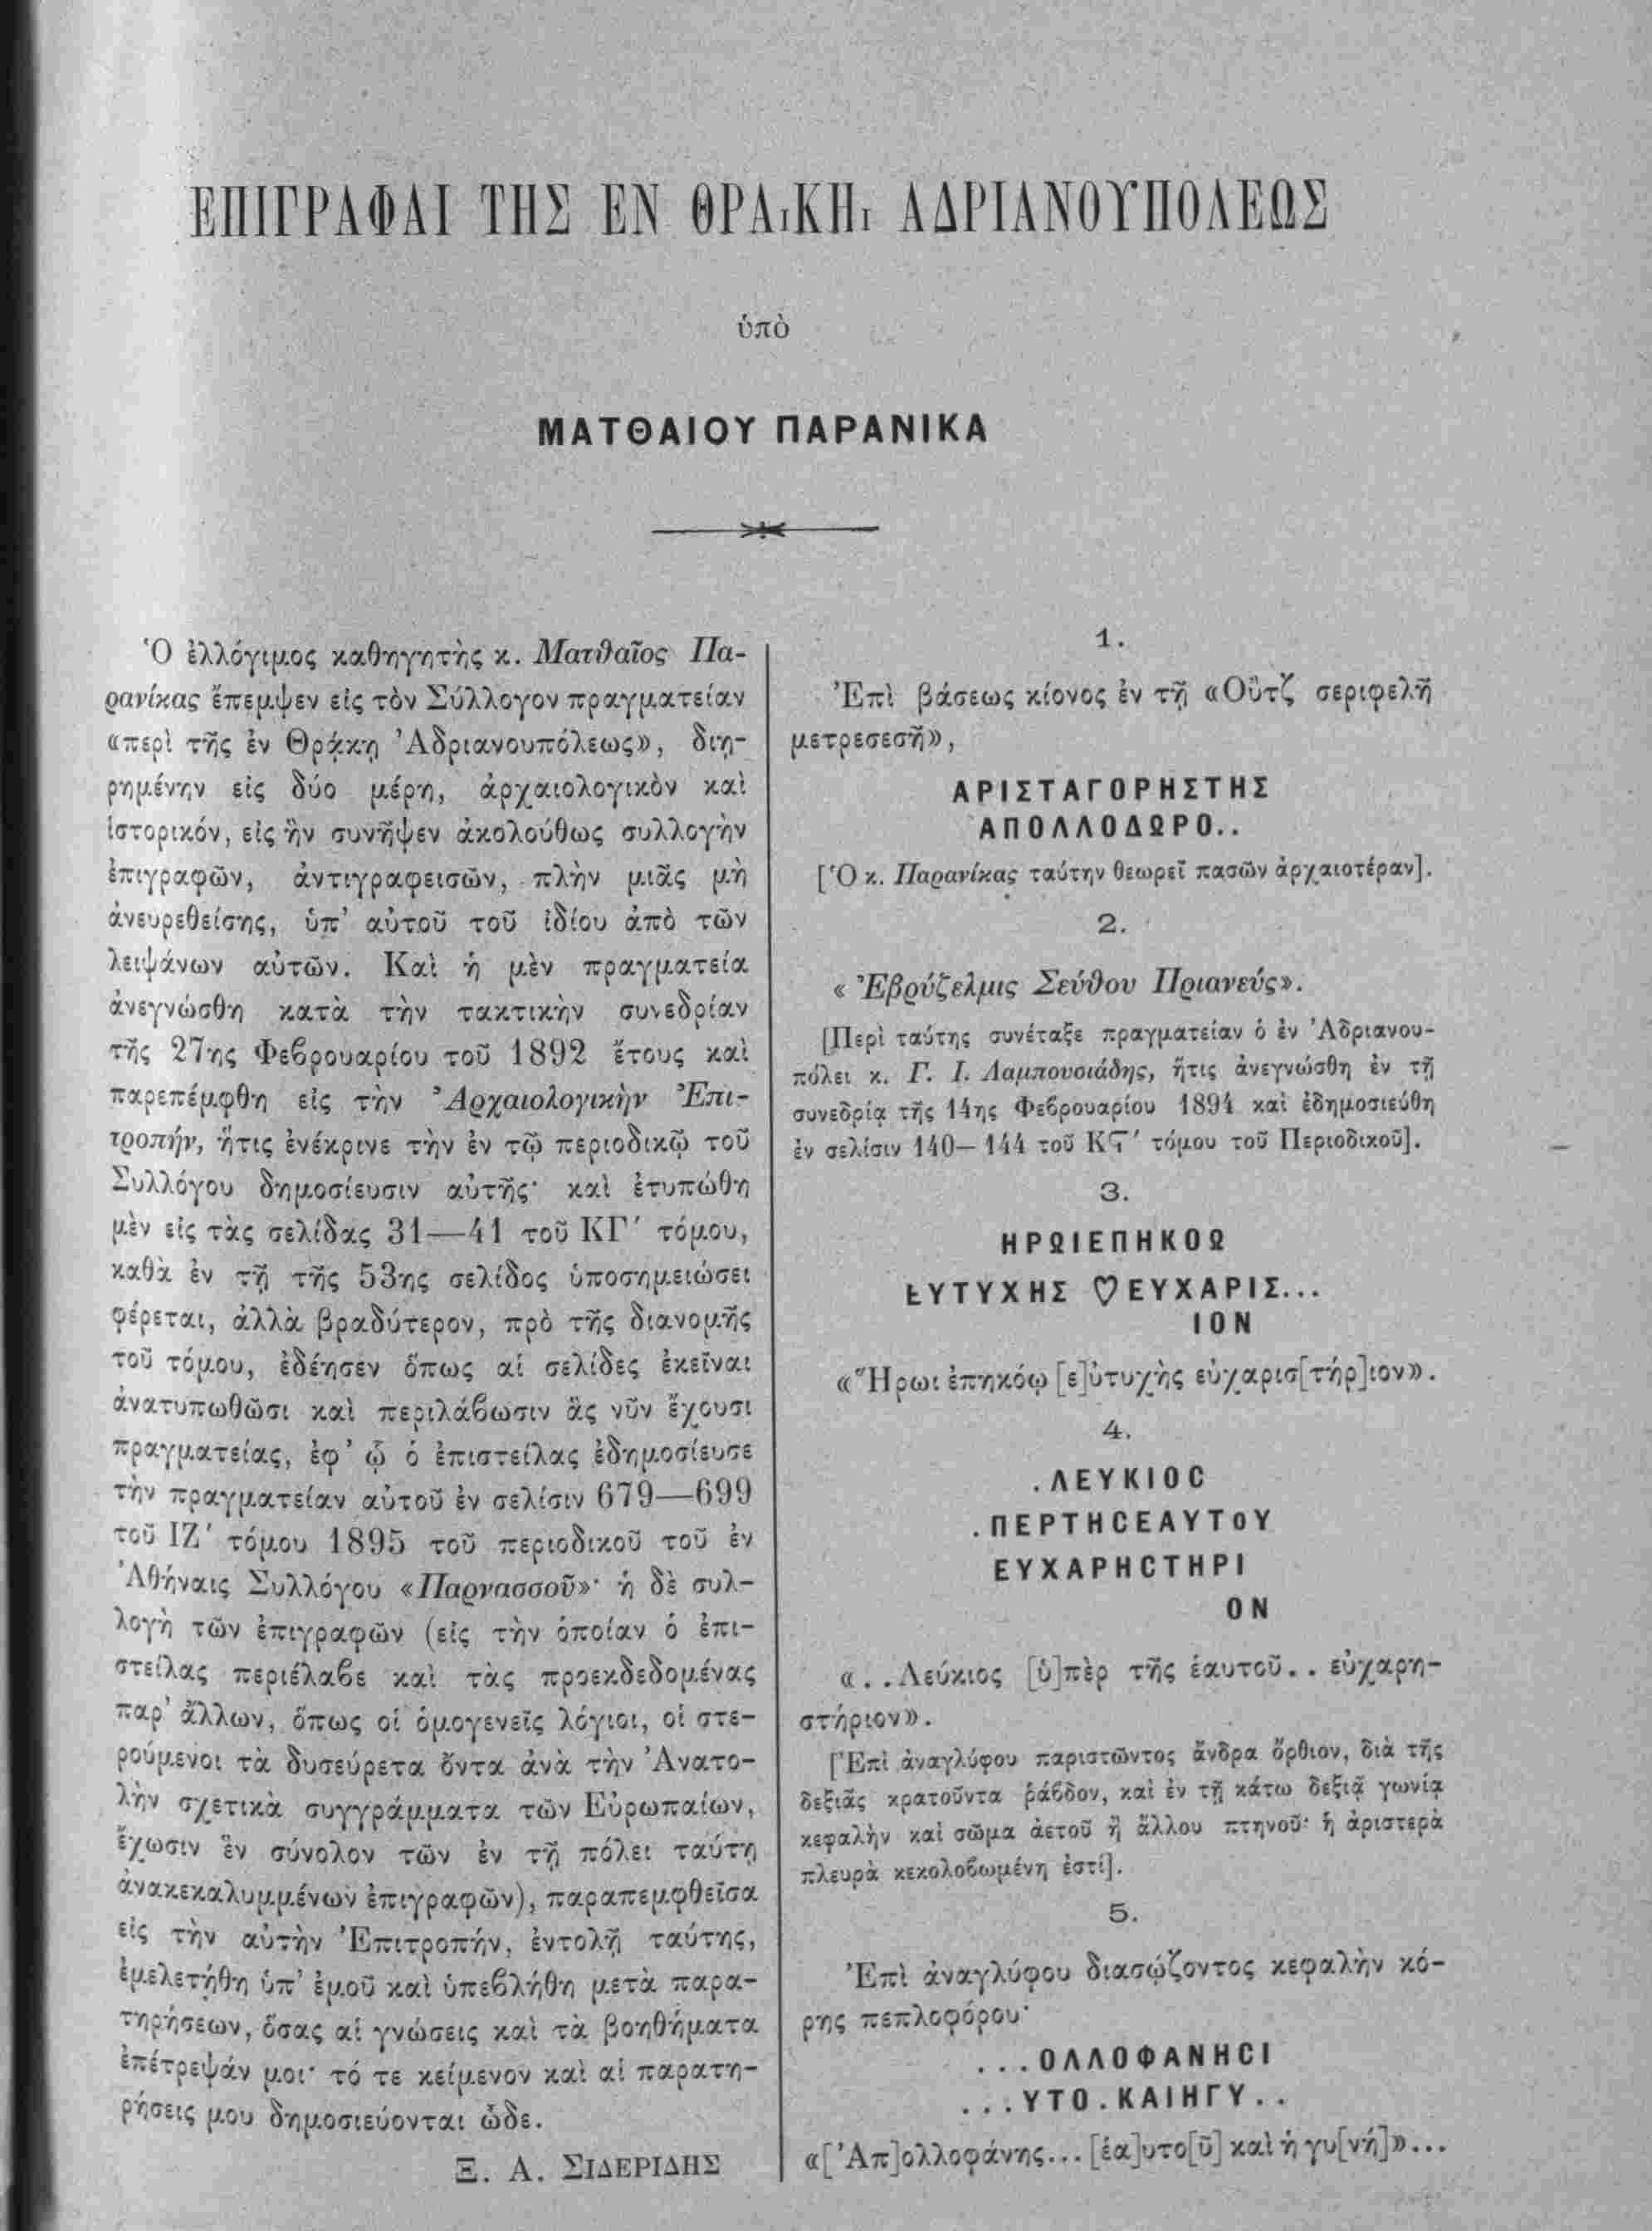 ΕΠΙΓΡΑΦΑΙ ΤΗΣ ΕΝ ΘΡΑιΚΗι ΑΔΡΙΑΝΟΥΠΟΛΕΩΣ
ὑπὸ
ΜΑΤΘΑΙΟΥ ΠΑΡΑΝΙΚΑ
Ὁ ἐλλόγιμος καθηγητὴς κ. Ματθαῖος Πα-
ρανίκας ἔπεμψεν εἰς τὸν Σύλλογον πραγματείαν
«περὶ τῆς ἐν Θρᾴκῃ Ἀδριανουπόλεως», διῃ-
ρημένην εἰς δύο μέρη, ἀρχαιολογικὸν καὶ
ἱστορικόν, εἰς ἣν συνῆψεν ἀκολούθως συλλογὴν
ἐπιγραφῶν, ἀντιγραφεισῶν, πλὴν μιᾶς μὴ
ἀνευρεθείσης, ὑπ' αὐτοῦ τοῦ ἰδίου ἀπὸ τῶν
λειψάνων αὐτῶν. Καὶ ἡ μὲν πραγματεία
ἀνεγνώσθη κατὰ τὴν τακτικὴν συνεδρίαν
τῆς 27ης Φεβρουαρίου τοῦ 1892 ἔτους καὶ
παρεπέμφθη εἰς τὴν Ἀρχαιολογικὴν Ἐπι-
τροπήν, ἥτις ἐνέκρινε τὴν ἐν τῷ περιοδικῷ τοῦ
Συλλόγου δημοσίευσιν αὐτῆς· καὶ ἐτυπώθη
μὲν εἰς τὰς σελίδας 31—41 τοῦ ΚΓ' τόμου,
καθὰ ἐν τῇ τῆς 53ης σελίδος ὑποσημειώσει
φέρεται, ἀλλὰ βραδύτερον, πρὸ τῆς διανομῆς
τοῦ τόμου, ἐδέησεν ὅπως αἱ σελίδες ἐκεῖναι
ἀνατυπωθῶσι καὶ περιλάβωσιν ἃς νῦν ἔχουσι
πραγματείας, ἐφ' ᾧ ὁ ἐπιστείλας ἐδημοσίευσε
τὴν πραγματείαν αὐτοῦ ἐν σελίσιν 679—699
τοῦ ΙΖ' τόμου 1895 τοῦ περιοδικοῦ τοῦ ἐν
Ἀθήναις Συλλόγου «Παρνασσοῦ»· ἡ δὲ συλ-
λογὴ τῶν ἐπιγραφῶν (εἰς τὴν ὁποίαν ὁ ἐπι-
στείλας περιέλαβε καὶ τὰς προεκδεδομένας
παρ' ἄλλων, ὅπως οἱ ὁμογενεῖς λόγιοι, οἱ στε-
ρούμενοι τὰ δυσεύρετα ὄντα ἀνὰ τὴν Ἀνατο-
λὴν σχετικὰ συγγράμματα τῶν Εὐρωπαίων,
ἔχωσιν ἓν σύνολον τῶν ἐν τῇ πόλει ταύτῃ
ἀνακεκαλυμμένων ἐπιγραφῶν), παραπεμφθεῖσα
εἰς τὴν αὐτὴν Ἐπιτροπήν, ἐντολῇ ταύτης,
ἐμελετήθη ὑπ' ἐμοῦ καὶ ὑπεβλήθη μετὰ παρα-
τηρήσεων, ὅσας αἱ γνώσεις καὶ τὰ βοηθήματα
ἐπέτρεψάν μοι· τό τε κείμενον καὶ αἱ παρατη-
ρήσεις μου δημοσιεύονται ὧδε.
Ξ. Α. ΣΙΔΕΡΙΔΗΣ
1.
Ἐπὶ βάσεως κίονος ἐν τῇ «Οὔτζ σεριφελῆ
μετρεσεσῆ»,
ΑΡΙΣΤΑΓΟΡΗΣΤΗΣ
ΑΠΟΛΛΟΔΩΡΟ..
[Ὁ κ. Παρανίκας ταύτην θεωρεῖ πασῶν ἀρχαιοτέραν].
2.
«Ἐβρύζελμις Σεύθου Πριανεύς».
[Περὶ ταύτης συνέταξε πραγματείαν ὁ ἐν Ἀδριανου-
πόλει κ. Γ. Ι. Λαμπουσιάδης, ἥτις ἀνεγνώσθη ἐν τῇ
συνεδρίᾳ τῆς 14ης Φεβρουαρίου 1894 καὶ ἐδημοσιεύθη
ἐν σελίσιν 140—144 τοῦ ΚϚ' τόμου τοῦ Περιοδικοῦ].
3.
ΗΡΩΙΕΠΗΚΟΩ
ΕΥΤΥΧΗΣ ♡ ΕΥΧΑΡΙΣ...
ΙΟΝ
«Ἥρωι ἐπηκόῳ [ε]ὐτυχὴς εὐχαρισ[τήρ]ιον».
4.
.ΛΕΥΚΙΟC
.ΠΕΡΤΗCΕΑΥΤοΥ
ΕΥΧΑΡΗCΤΗΡΙ
ΟΝ
«..Λεύκιος [ὑ]πὲρ τῆς ἑαυτοῦ.. εὐχαρη-
στήριον».
[Ἐπὶ ἀναγλύφου παριστῶντος ἄνδρα ὄρθιον, διὰ τῆς
δεξιᾶς κρατοῦντα ῥάβδον, καὶ ἐν τῇ κάτω δεξιᾷ γωνίᾳ
κεφαλὴν καὶ σῶμα ἀετοῦ ἢ ἄλλου πτηνοῦ· ἡ ἀριστερὰ
πλευρὰ κεκολοβωμένη ἐστί].
5.
Ἐπὶ ἀναγλύφου διασῴζοντος κεφαλὴν κό-
ρης πεπλοφόρου·
...ΟΛΛΟΦΑΝΗCΙ
...ΥΤΟ.ΚΑΙΗΓΥ..
«[Ἀπ]ολλοφάνης... [ἑα]υτο[ῦ] καὶ ἡ γυ[νή]»...